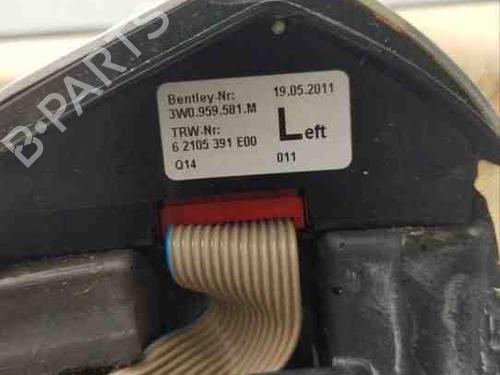 B-PARTS
Bentley-Nr: 19.05.2011
3W0.959.581.M
TRW-Nr: Left
6 2105 391 E00
Q14 011